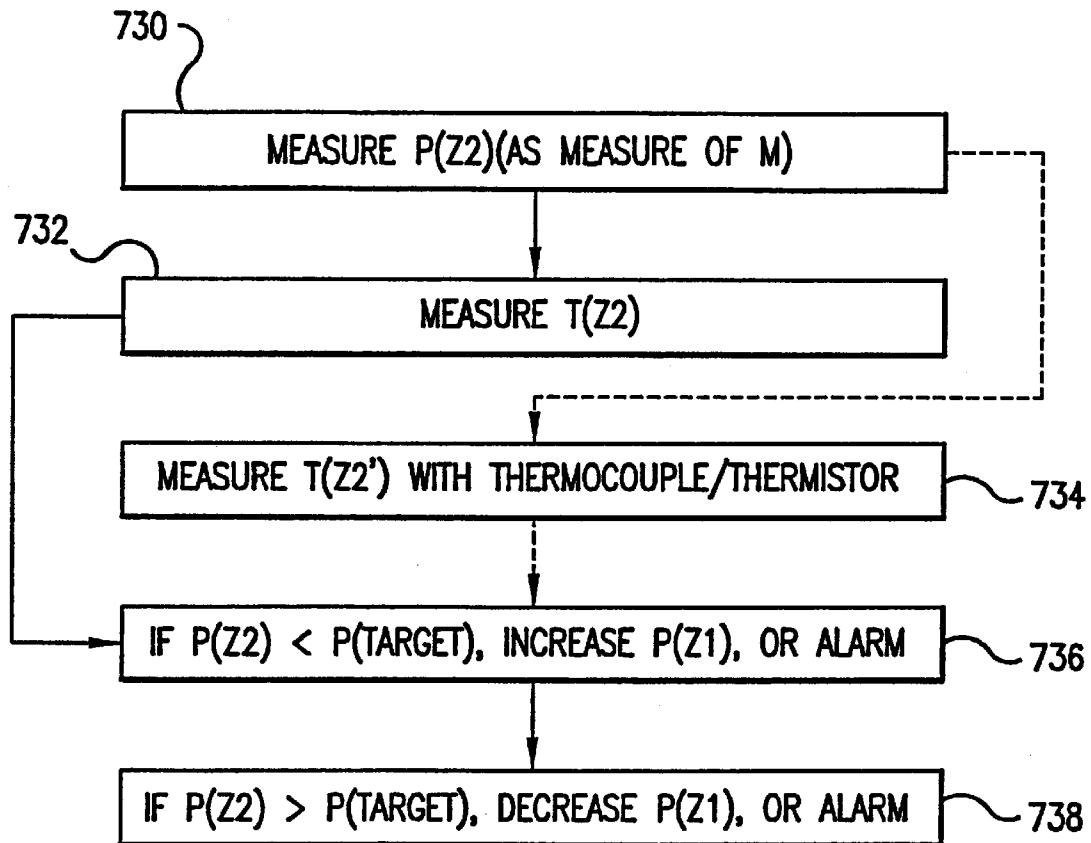 730
MEASURE P(Z2)(AS MEASURE OF M)
732
MEASURE T(Z2)
MEASURE T(Z2') WITH THERMOCOUPLE/THERMISTOR
734
IF P(Z2) < P(TARGET), INCREASE P(Z1), OR ALARM
736
IF P(Z2) > P(TARGET), DECREASE P(Z1), OR ALARM
738